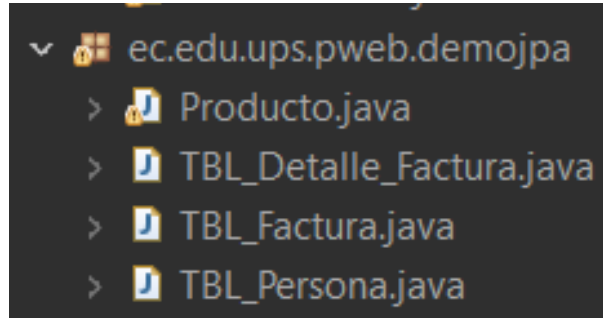 ec.edu.ups.pweb.demojpa
Producto.java
TBL_Detalle_Factura.java
TBL_Factura.java
TBL_Persona.java